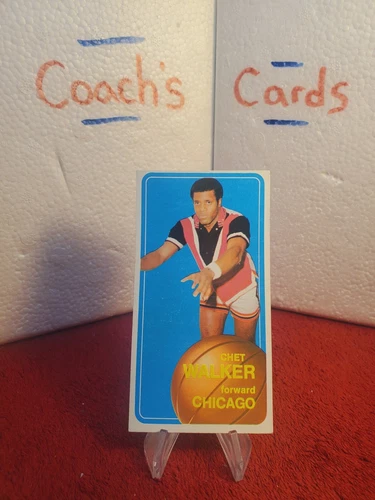 Coach's Cards
CHET
WALKER
forward
CHICAGO